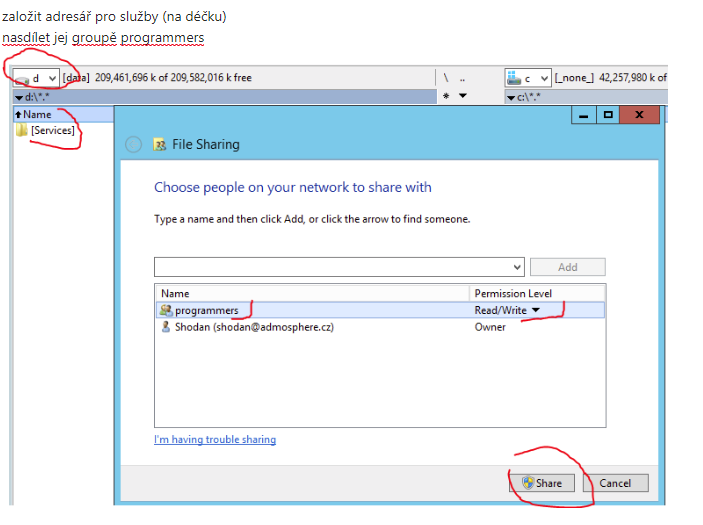 založit adresář pro služby (na déčku)
nasdílet jej groupě programmers
d [data] 209,461,696 k of 209,582,016 k free \ .. c [_none_] 42,257,980 k of
d:\*.* * c:\*.*
Name
[Services]
File Sharing
Choose people on your network to share with
Type a name and then click Add, or click the arrow to find someone.
Add
Name Permission Level
programmers Read/Write
Shodan (shodan@admosphere.cz) Owner
I'm having trouble sharing
Share Cancel